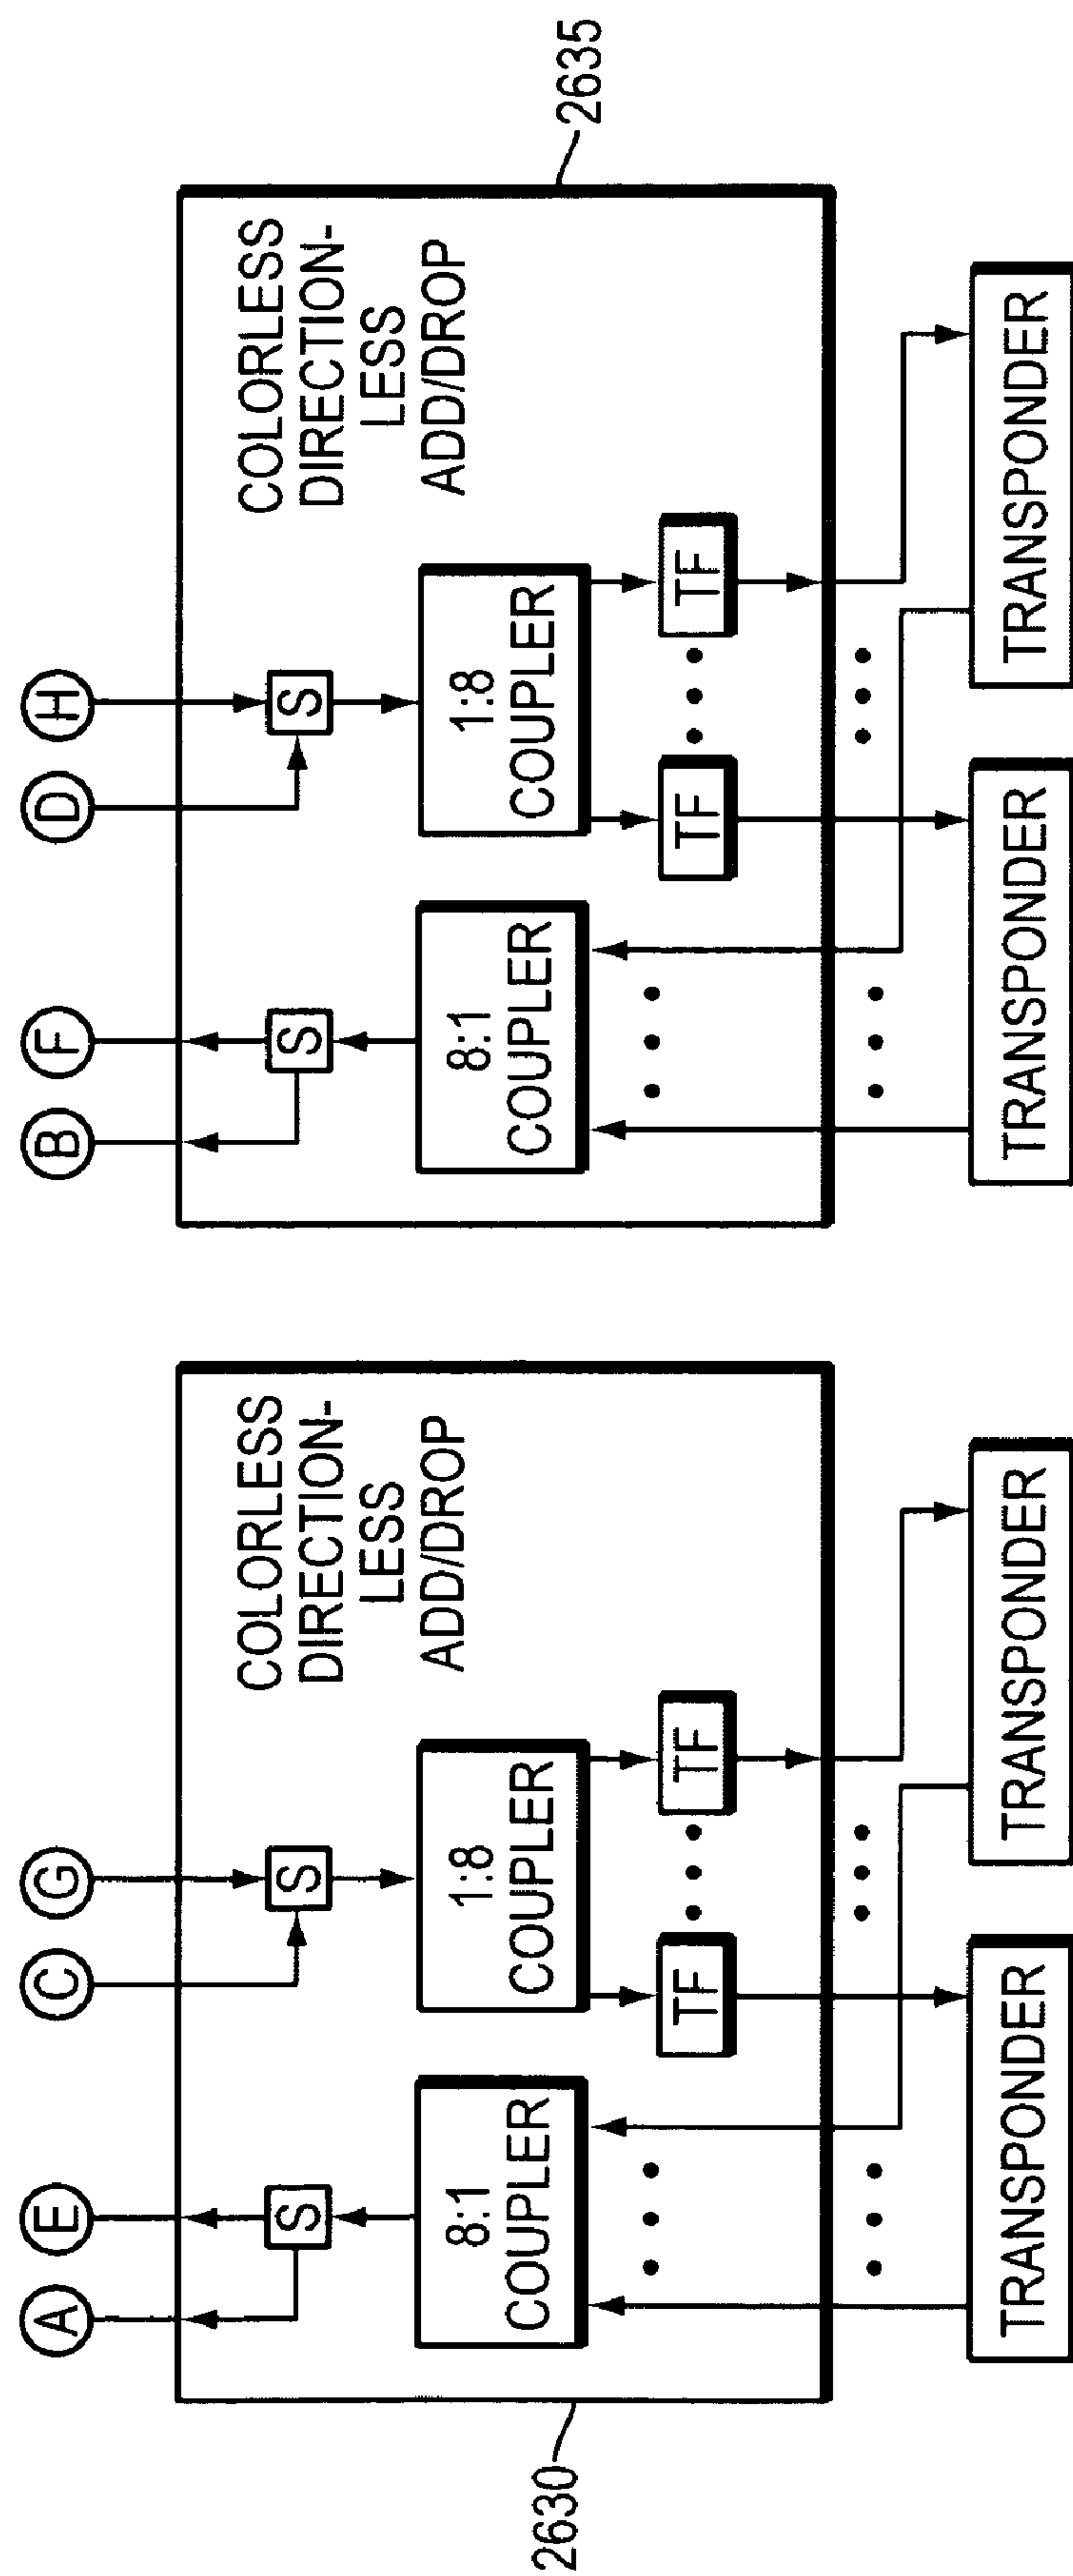 A
E
C
G
B
F
D
H
S
S
COLORLESS
DIRECTION-
LESS
ADD/DROP
8:1
COUPLER
1:8
COUPLER
TF
TF
TRANSPONDER
TRANSPONDER
2630
S
S
COLORLESS
DIRECTION-
LESS
ADD/DROP
8:1
COUPLER
1:8
COUPLER
TF
TF
TRANSPONDER
TRANSPONDER
2635